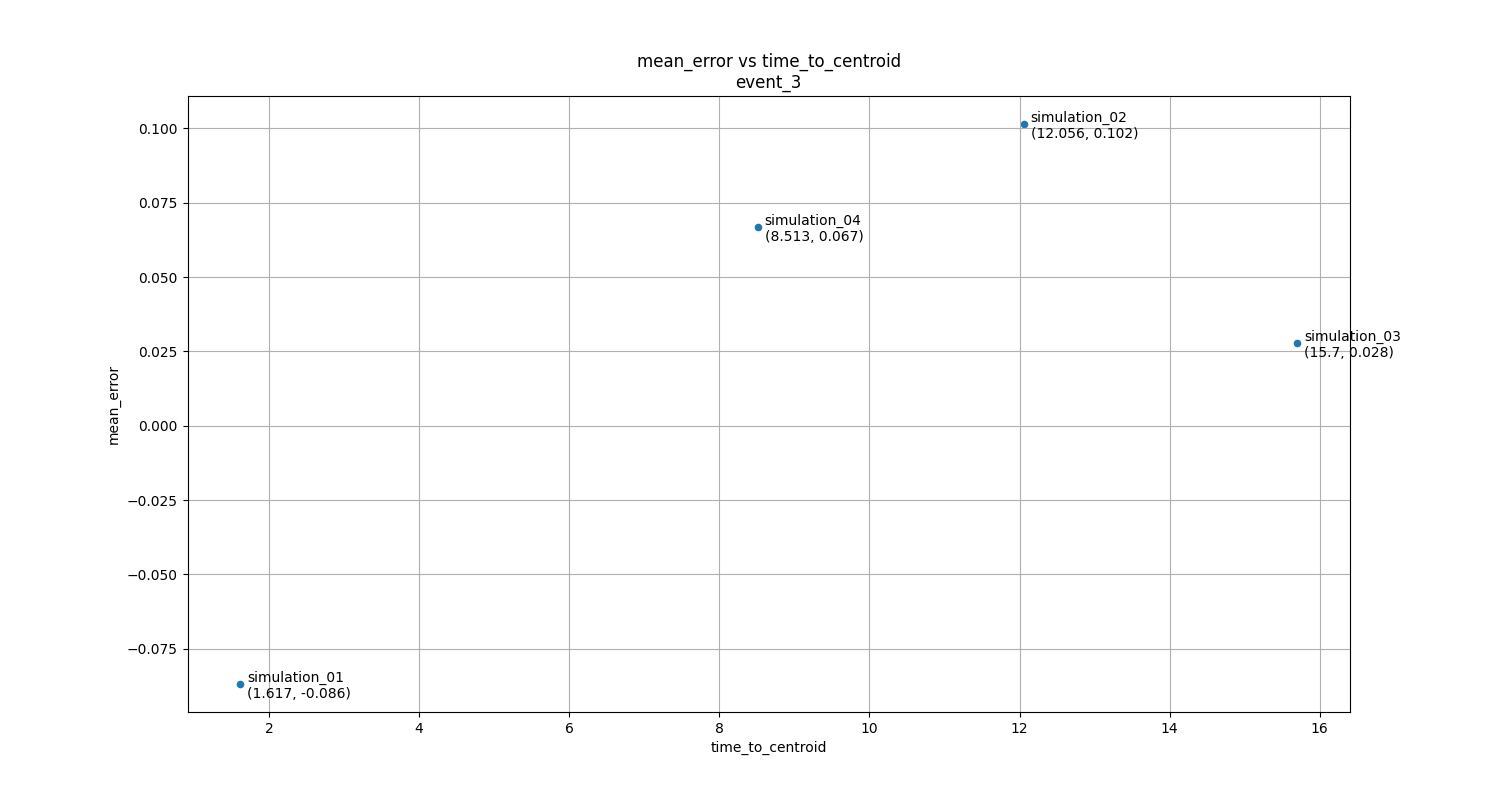 mean_error vs time_to_centroid
event_3
0.100
0.075
0.050
0.025
0.000
−0.025
−0.050
−0.075
mean_error
simulation_02
(12.056, 0.102)
simulation_04
(8.513, 0.067)
simulation_03
(15.7, 0.028)
simulation_01
(1.617, -0.086)
2
4
6
8
10
12
14
16
time_to_centroid